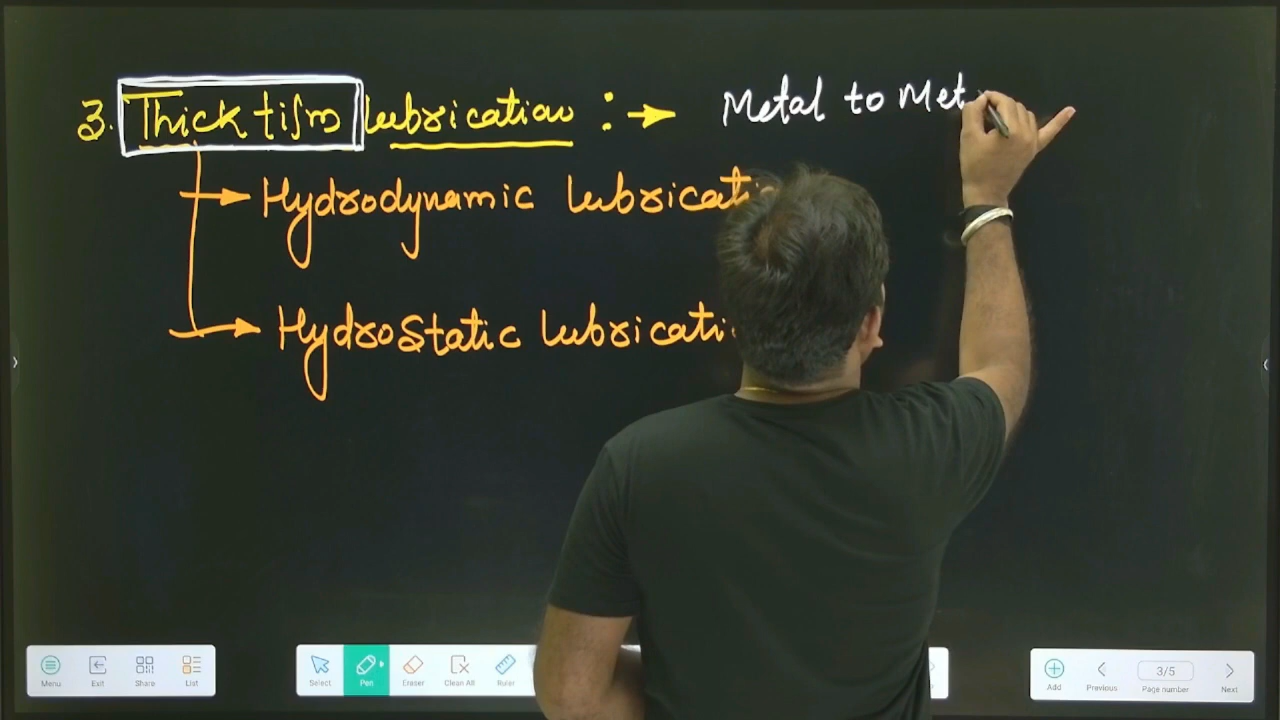 3. Thick film lubrication :→ Metal to Met
→ Hydrodynamic lubricati
→ Hydrostatic lubricati
Menu Exit Share List Select Pen Eraser Clean All Ruler Add Previous 3/5 Page number Next